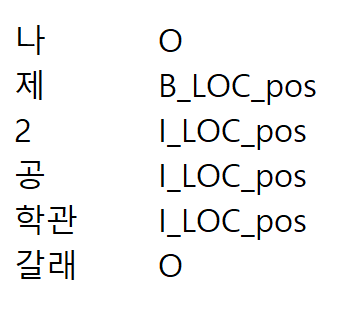 나 O
제 B_LOC_pos
2 I_LOC_pos
공 I_LOC_pos
학관 I_LOC_pos
갈래 O